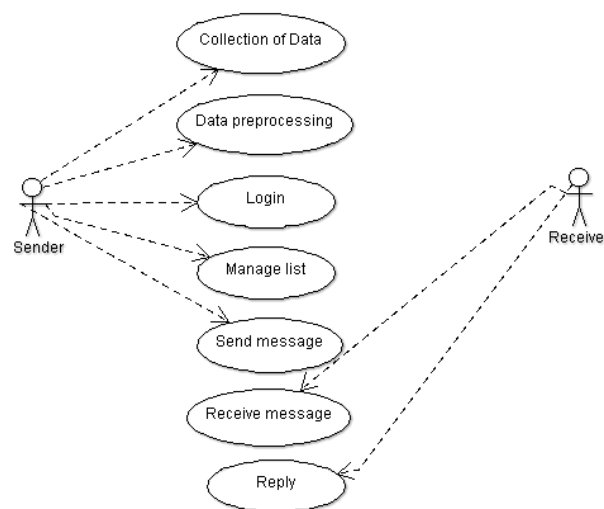 Collection of Data
Data preprocessing
Login
Sender
Receive
Manage list
Send message
Receive message
Reply